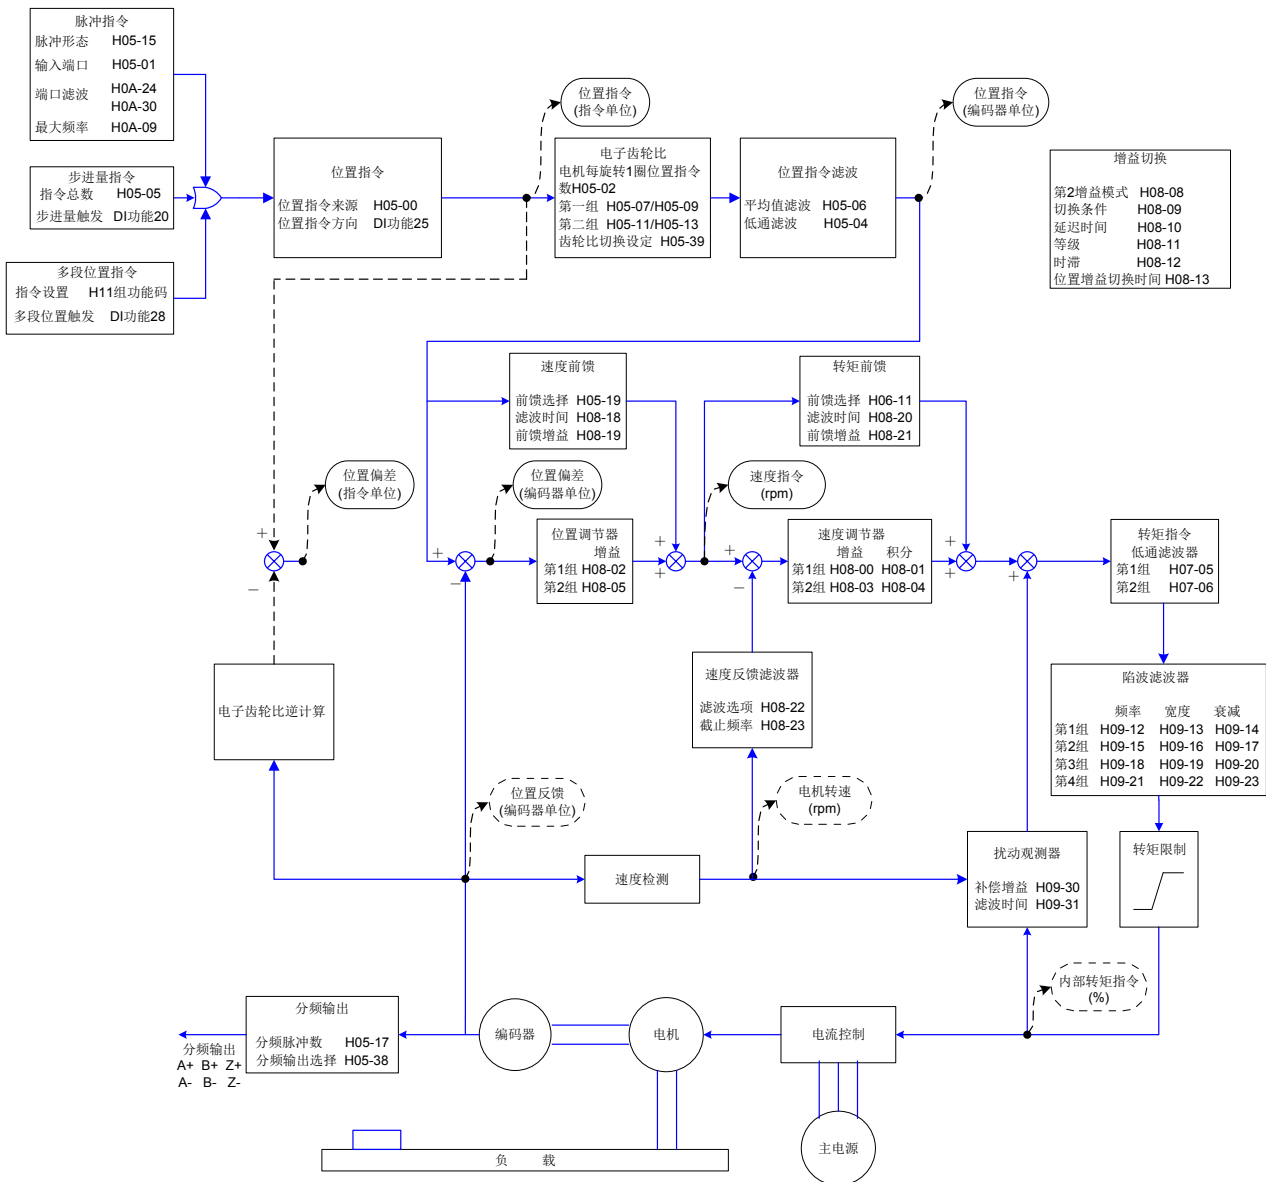 脉冲指令
脉冲形态 H05-15
输入端口 H05-01
端口滤波 H0A-24
H0A-30
最大频率 H0A-09
步进量指令
指令总数 H05-05
步进量触发 DI功能20
多段位置指令
指令设置 H11组功能码
多段位置触发 DI功能28
位置指令
位置指令来源 H05-00
位置指令方向 DI功能25
位置指令
(指令单位)
电子齿轮比
电机每旋转1圈位置指令
数H05-02
第一组 H05-07/H05-09
第二组 H05-11/H05-13
齿轮比切换设定 H05-39
位置指令滤波
平均值滤波 H05-06
低通滤波 H05-04
位置指令
(编码器单位)
增益切换
第2增益模式 H08-08
切换条件 H08-09
延迟时间 H08-10
等级 H08-11
时滞 H08-12
位置增益切换时间 H08-13
速度前馈
前馈选择 H05-19
滤波时间 H08-18
前馈增益 H08-19
转矩前馈
前馈选择 H06-11
滤波时间 H08-20
前馈增益 H08-21
位置偏差
(指令单位)
位置偏差
(编码器单位)
速度指令
(rpm)
+
−
+
−
位置调节器
增益
第1组 H08-02
第2组 H08-05
+
+
+
−
速度调节器
增益 积分
第1组 H08-00 H08-01
第2组 H08-03 H08-04
+
+
+
+
转矩指令
低通滤波器
第1组 H07-05
第2组 H07-06
电子齿轮比逆计算
速度反馈滤波器
滤波选项 H08-22
截止频率 H08-23
陷波滤波器
频率 宽度 衰减
第1组 H09-12 H09-13 H09-14
第2组 H09-15 H09-16 H09-17
第3组 H09-18 H09-19 H09-20
第4组 H09-21 H09-22 H09-23
位置反馈
(编码器单位)
电机转速
(rpm)
速度检测
扰动观测器
补偿增益 H09-30
滤波时间 H09-31
转矩限制
内部转矩指令
(%)
分频输出
A+ B+ Z+
A- B- Z-
分频输出
分频脉冲数 H05-17
分频输出选择 H05-38
编码器
电机
电流控制
主电源
负 载